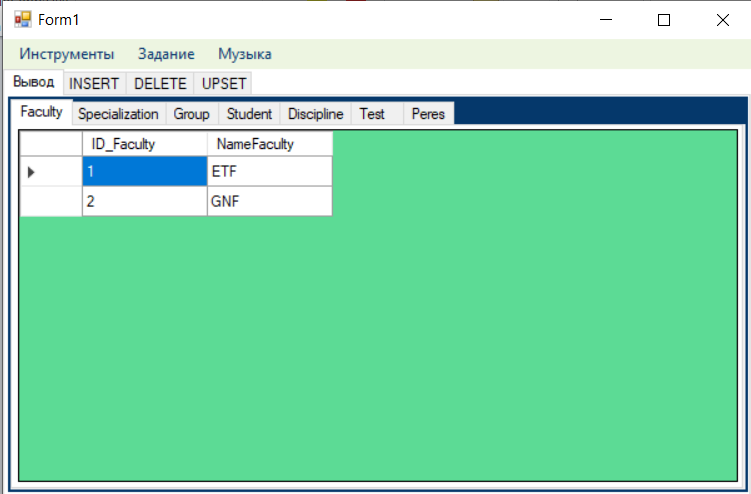 Form1
Инструменты Задание Музыка
Вывод INSERT DELETE UPSET
Faculty Specialization Group Student Discipline Test Peres
ID_Faculty NameFaculty
1 ETF
2 GNF